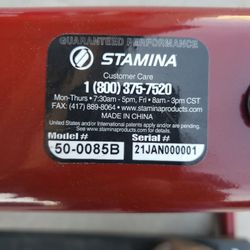 GUARANTEED PERFORMANCE
STAMINA
Customer Care
1 (800) 375-7520
Mon-Thurs • 7:30am - 5pm, Fri • 8am - 3pm CST
FAX: (417) 889-8064 • www.staminaproducts.com
MADE IN CHINA
United States and/or International patents apply and/or are pending.
See www.staminaproducts.com for details.
Model # Serial #
50-0085B 21JAN000001